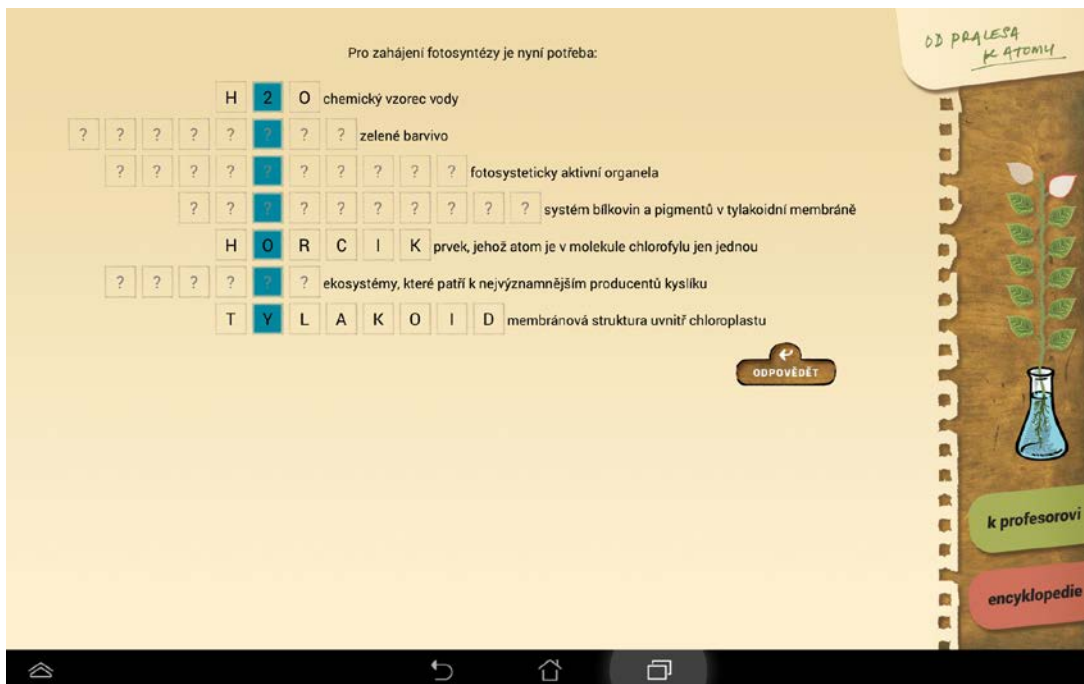 Pro zahájení fotosyntézy je nyní potřeba:
H 2 O chemický vzorec vody
? ? ? ? ? ? ? ? zelené barvivo
? ? ? ? ? ? ? ? ? ? fotosysteticky aktivní organela
? ? ? ? ? ? ? ? ? ? systém bílkovin a pigmentů v tylakoidní membráně
H O R C I K prvek, jehož atom je v molekule chlorofylu jen jednou
? ? ? ? ? ? ekosystémy, které patří k nejvýznamnějším producentů kyslíku
T Y L A K O I D membránová struktura uvnitř chloroplastu
ODPOVĚDĚT
OD PRALESA
K ATOMU
k profesorovi
encyklopedie